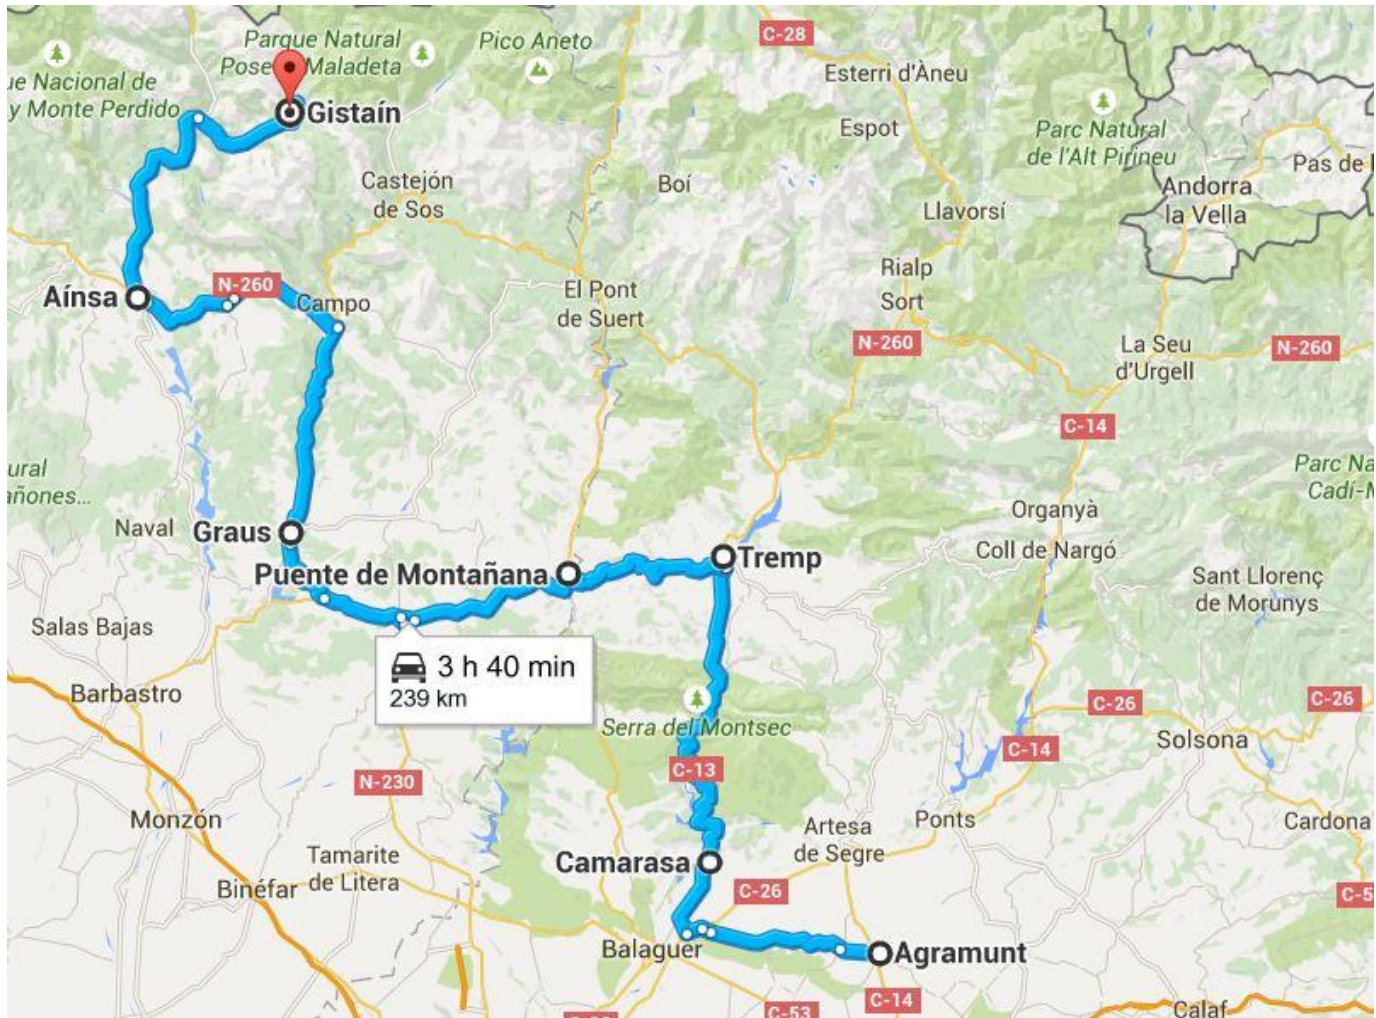 C-28
Parque Natural
Posets Maladeta
Pico Aneto
Esterri d'Àneu
ue Nacional de
y Monte Perdido
Gistaín
Espot
Parc Natural
de l'Alt Pirineu
Pas de l
Castejón
de Sos
Boí
Andorra
la Vella
Llavorsí
Rialp
Sort
N-260
Aínsa
Campo
El Pont
de Suert
N-260
La Seu
d'Urgell
N-260
C-14
ural
añones...
Parc Na
Cadí-M
Naval
Graus
Organyà
Coll de Nargó
Puente de Montañana
Tremp
Sant Llorenç
de Morunys
Salas Bajas
3 h 40 min
239 km
Barbastro
Serra del Montsec
C-26
C-26
C-14
Solsona
C-13
N-230
Monzón
Artesa
de Segre
Ponts
Cardona
Tamarite
de Litera
Camarasa
Binéfar
C-26
C-5
Balaguer
Agramunt
C-14
C-53
Calaf